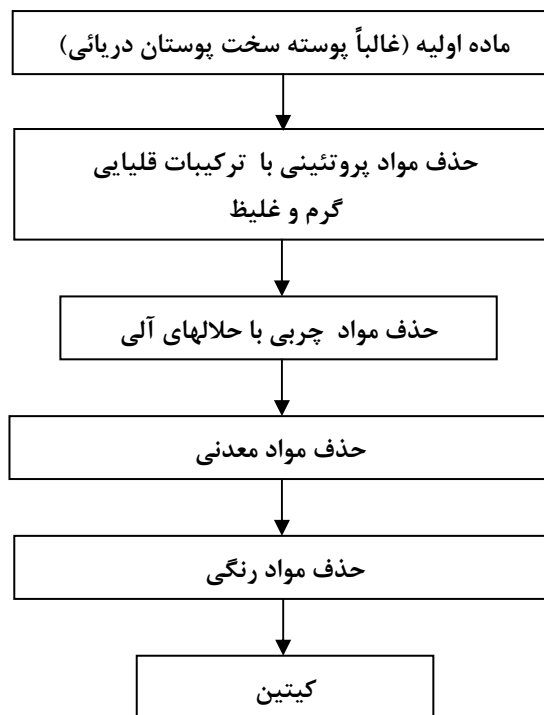 ماده اولیه (غالباً پوسته سخت پوستان دریائی)
حذف مواد پروتئینی با ترکیبات قلیایی
گرم و غلیظ
حذف مواد چربی با حلالهای آلی
حذف مواد معدنی
حذف مواد رنگی
کیتین